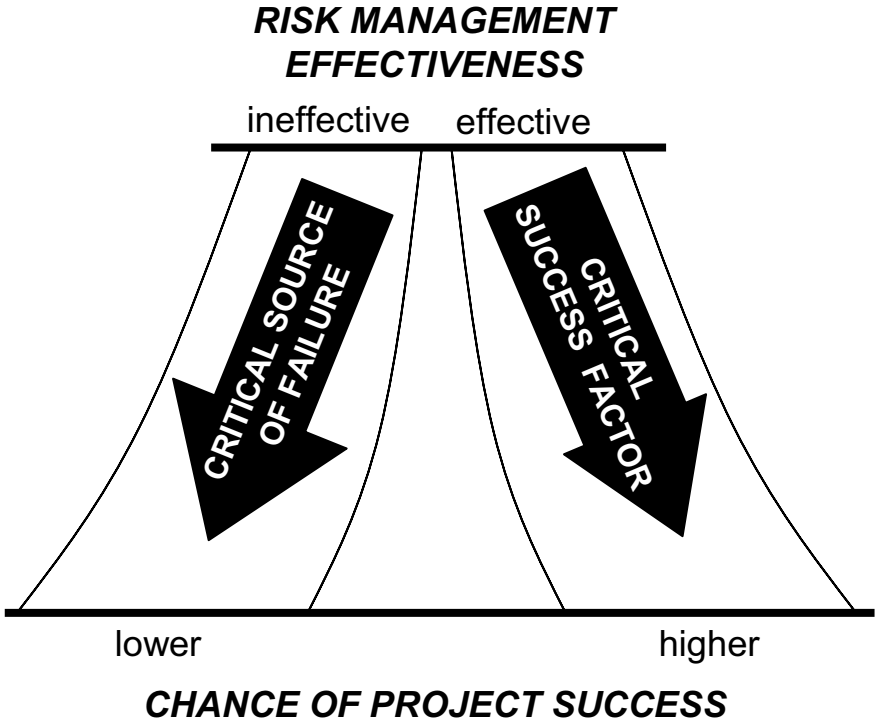 RISK MANAGEMENT
EFFECTIVENESS
ineffective
effective
CRITICAL SOURCE
OF FAILURE
CRITICAL
SUCCESS FACTOR
lower
higher
CHANCE OF PROJECT SUCCESS